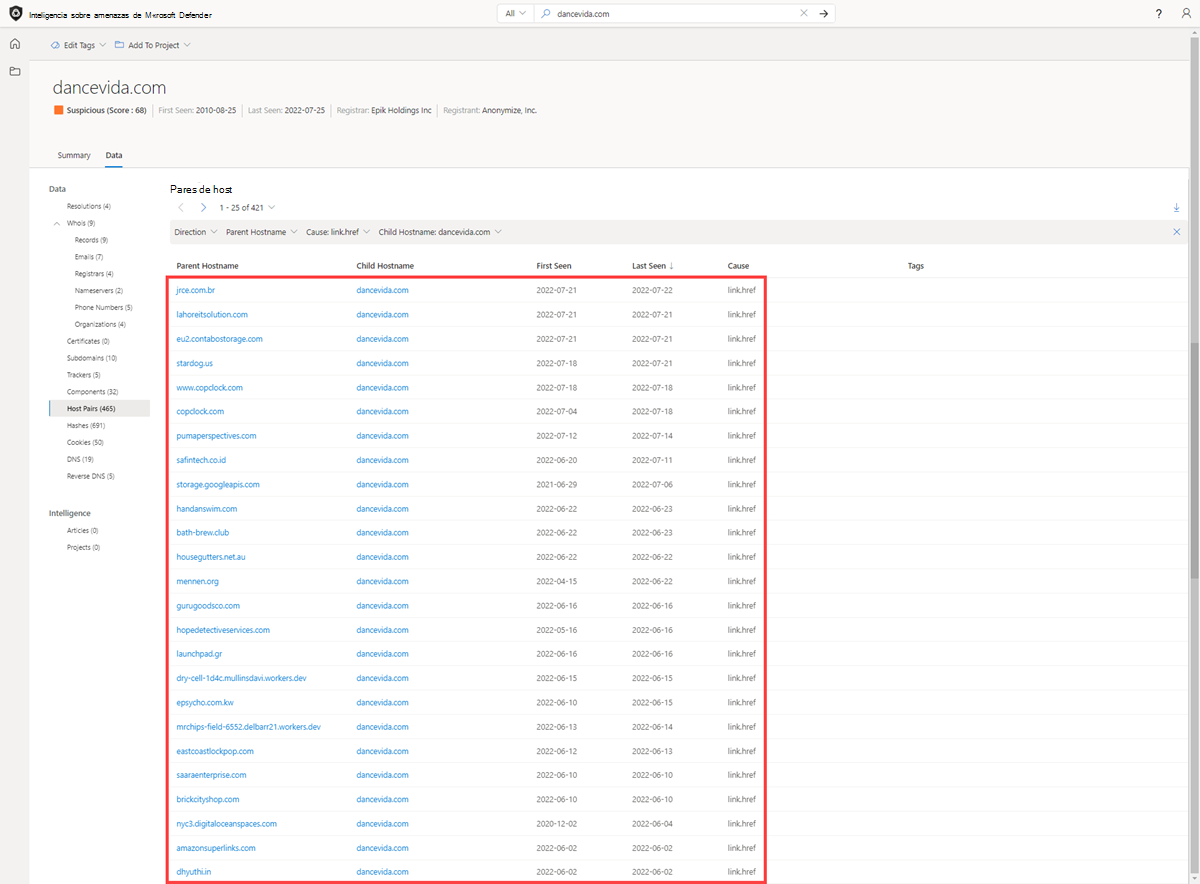 Inteligencia sobre amenazas de Microsoft Defender
All
dancevida.com
?
Edit Tags
Add To Project
dancevida.com
Suspicious (Score : 68) First Seen: 2010-08-25 Last Seen: 2022-07-25 Registrar: Epik Holdings Inc Registrant: Anonymize, Inc.
Summary Data
Data
Resolutions (4)
Whois (9)
Records (9)
Emails (7)
Registrars (4)
Nameservers (2)
Phone Numbers (5)
Organizations (4)
Certificates (0)
Subdomains (10)
Trackers (5)
Components (32)
Host Pairs (465)
Hashes (691)
Cookies (50)
DNS (19)
Reverse DNS (5)
Intelligence
Articles (0)
Projects (0)
Pares de host
1 - 25 of 421
Direction Parent Hostname Cause: link.href Child Hostname: dancevida.com
Parent Hostname Child Hostname First Seen Last Seen ↓ Cause Tags
jrce.com.br dancevida.com 2022-07-21 2022-07-22 link.href
lahoreitsolution.com dancevida.com 2022-07-21 2022-07-21 link.href
eu2.contabostorage.com dancevida.com 2022-07-21 2022-07-21 link.href
stardog.us dancevida.com 2022-07-18 2022-07-21 link.href
www.copclock.com dancevida.com 2022-07-18 2022-07-18 link.href
copclock.com dancevida.com 2022-07-04 2022-07-18 link.href
pumaperspectives.com dancevida.com 2022-07-12 2022-07-14 link.href
safintech.co.id dancevida.com 2022-06-20 2022-07-11 link.href
storage.googleapis.com dancevida.com 2021-06-29 2022-07-06 link.href
handanswim.com dancevida.com 2022-06-22 2022-06-23 link.href
bath-brew.club dancevida.com 2022-06-22 2022-06-23 link.href
housegutters.net.au dancevida.com 2022-06-22 2022-06-22 link.href
mennen.org dancevida.com 2022-04-15 2022-06-22 link.href
gurugoodsco.com dancevida.com 2022-06-16 2022-06-16 link.href
hopedetectiveservices.com dancevida.com 2022-05-16 2022-06-16 link.href
launchpad.gr dancevida.com 2022-06-16 2022-06-16 link.href
dry-cell-1d4c.mullinsdavi.workers.dev dancevida.com 2022-06-15 2022-06-15 link.href
epsycho.com.kw dancevida.com 2022-06-10 2022-06-15 link.href
mrchips-field-6552.delbarr21.workers.dev dancevida.com 2022-06-13 2022-06-14 link.href
eastcoastlockpop.com dancevida.com 2022-06-12 2022-06-13 link.href
saaraenterprise.com dancevida.com 2022-06-10 2022-06-10 link.href
brickcityshop.com dancevida.com 2022-06-10 2022-06-10 link.href
nyc3.digitaloceanspaces.com dancevida.com 2020-12-02 2022-06-04 link.href
amazonsuperlinks.com dancevida.com 2022-06-02 2022-06-02 link.href
dhyuthi.in dancevida.com 2022-06-02 2022-06-02 link.href